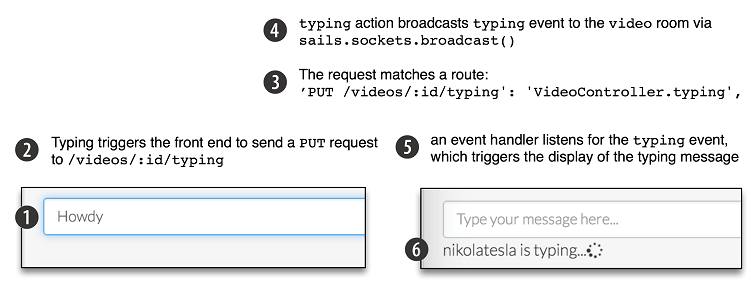 4 typing action broadcasts typing event to the video room via
sails.sockets.broadcast()
3 The request matches a route:
’PUT /videos/:id/typing': 'VideoController.typing',
2 Typing triggers the front end to send a PUT request
to /videos/:id/typing
5 an event handler listens for the typing event,
which triggers the display of the typing message
1 Howdy
Type your message here...
6 nikolatesla is typing...